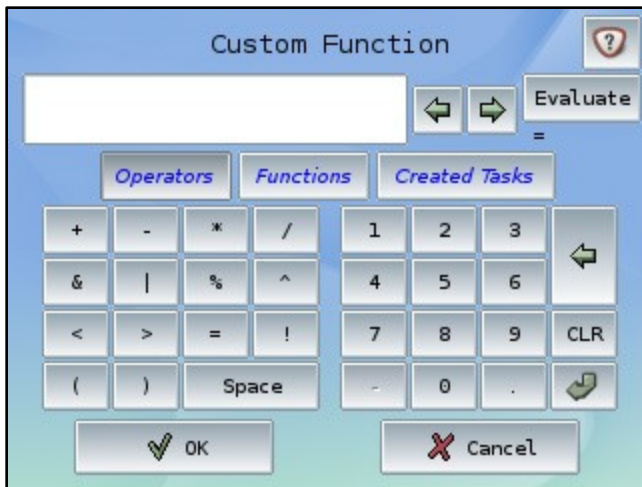 Custom Function ?
Evaluate
=
Operators Functions Created Tasks
+ - * / 1 2 3
& | % ^ 4 5 6
< > = ! 7 8 9 CLR
( ) Space - 0 .
OK Cancel